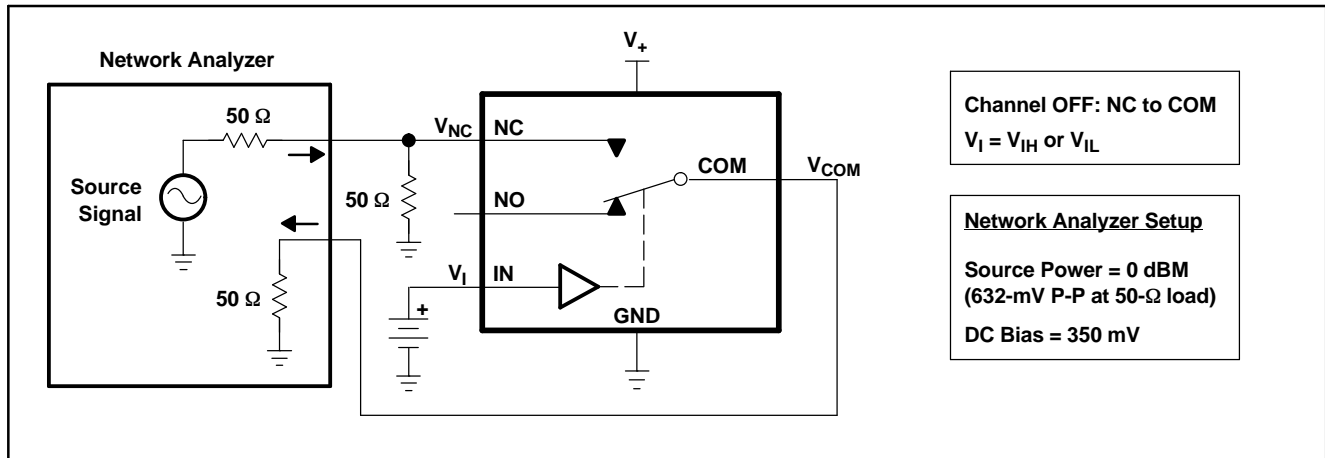 Network Analyzer
50 Ω
Source
Signal
50 Ω
50 Ω
V+
VNC
NC
NO
COM
VCOM
VI
IN
+
GND
Channel OFF: NC to COM
VI = VIH or VIL
Network Analyzer Setup
Source Power = 0 dBM
(632-mV P-P at 50-Ω load)
DC Bias = 350 mV